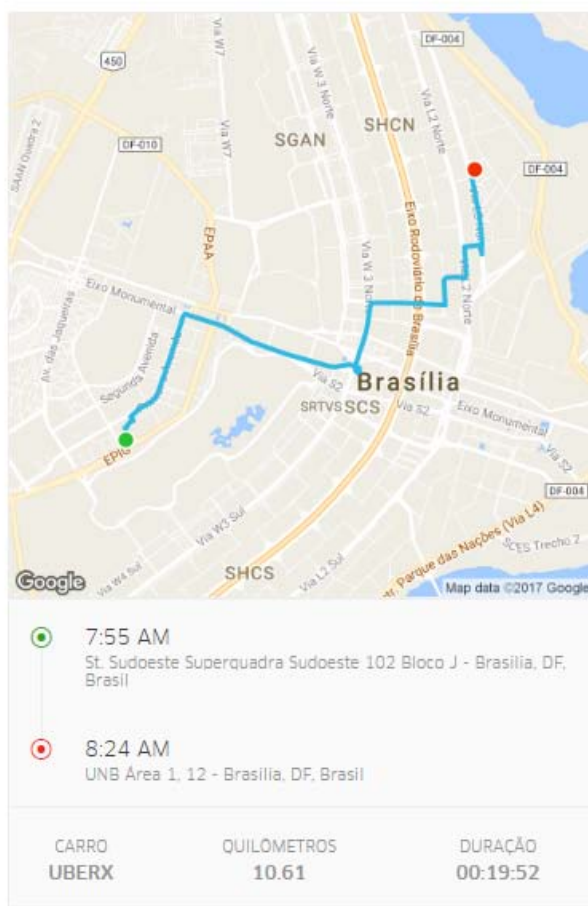 DF-004
450
Via W7
Via W 3 Norte
Via L2 Norte
SHCN
SGAN
SAAN Quadra 2
DF-010
Via W7
DF-004
EPAA
Eixo Rodoviário de Brasília
Via W 3 Norte
Eixo Monumental
Av. das Jaqueiras
Segunda Avenida
Via S2
Brasília
SRTVS SCS
Via S2
Eixo Monumental
Via S2
EPIG
DF-004
Via W3 Sul
Via W4 Sul
SHCS
Via L2 Sul
Parque das Nações (Via L4)
SCES Trecho 2
Google
Map data ©2017 Google
7:55 AM
St. Sudoeste Superquadra Sudoeste 102 Bloco J - Brasilia, DF,
Brasil
8:24 AM
UNB Área 1, 12 - Brasilia, DF, Brasil
CARRO QUILÔMETROS DURAÇÃO
UBERX 10.61 00:19:52